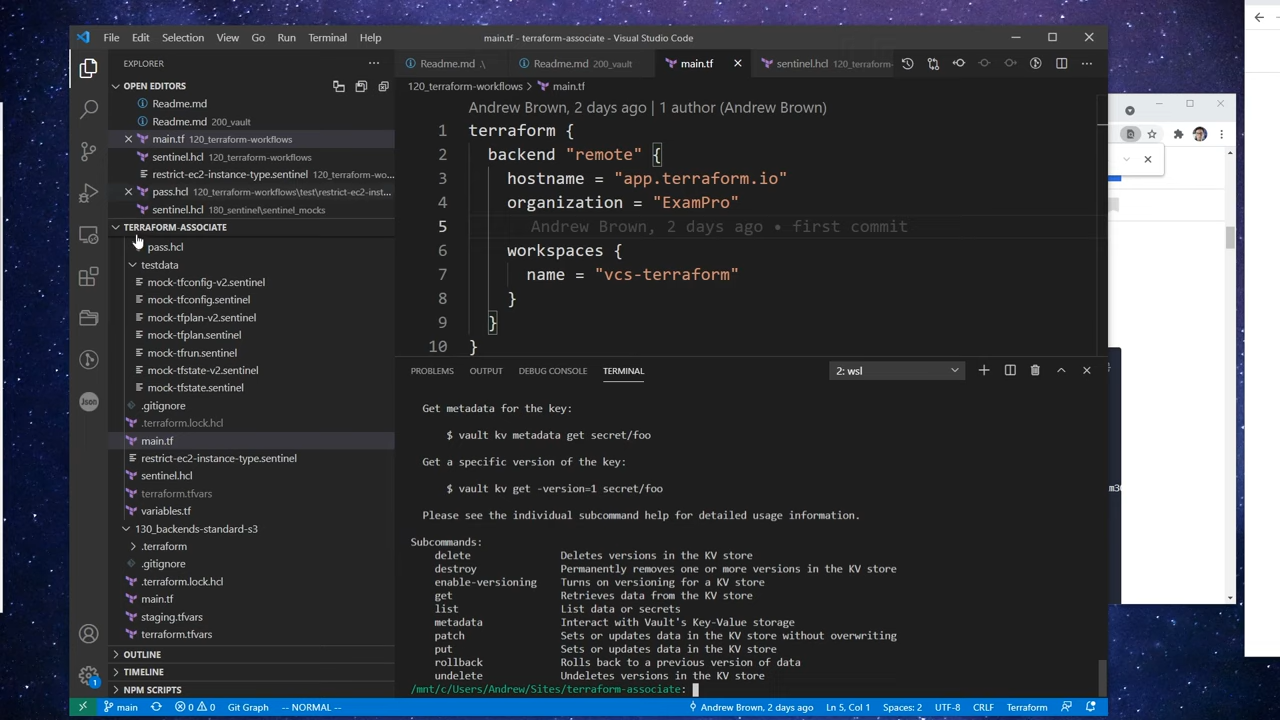 File Edit Selection View Go Run Terminal Help
main.tf - terraform-associate - Visual Studio Code
EXPLORER
OPEN EDITORS
Readme.md
Readme.md 200_vault
main.tf 120_terraform-workflows
sentinel.hcl 120_terraform-workflows
restrict-ec2-instance-type.sentinel 120_terraform-wo...
pass.hcl 120_terraform-workflows\test\restrict-ec2-inst...
sentinel.hcl 180_sentinel\sentinel_mocks
TERRAFORM-ASSOCIATE
pass.hcl
testdata
mock-tfconfig-v2.sentinel
mock-tfconfig.sentinel
mock-tfplan-v2.sentinel
mock-tfplan.sentinel
mock-tfrun.sentinel
mock-tfstate-v2.sentinel
mock-tfstate.sentinel
.gitignore
.terraform.lock.hcl
main.tf
restrict-ec2-instance-type.sentinel
sentinel.hcl
terraform.tfvars
variables.tf
130_backends-standard-s3
.terraform
.gitignore
.terraform.lock.hcl
main.tf
staging.tfvars
terraform.tfvars
OUTLINE
TIMELINE
NPM SCRIPTS
Json
1
Readme.md .\ Readme.md 200_vault main.tf sentinel.hcl 120_terraform-
120_terraform-workflows > main.tf
Andrew Brown, 2 days ago | 1 author (Andrew Brown)
1 terraform {
2 backend "remote" {
3 hostname = "app.terraform.io"
4 organization = "ExamPro"
5 Andrew Brown, 2 days ago • first commit
6 workspaces {
7 name = "vcs-terraform"
8 }
9 }
10 }
PROBLEMS OUTPUT DEBUG CONSOLE TERMINAL 2: wsl
Get metadata for the key:
$ vault kv metadata get secret/foo
Get a specific version of the key:
$ vault kv get -version=1 secret/foo
Please see the individual subcommand help for detailed usage information.
Subcommands:
delete Deletes versions in the KV store
destroy Permanently removes one or more versions in the KV store
enable-versioning Turns on versioning for a KV store
get Retrieves data from the KV store
list List data or secrets
metadata Interact with Vault's Key-Value storage
patch Sets or updates data in the KV store without overwriting
put Sets or updates data in the KV store
rollback Rolls back to a previous version of data
undelete Undeletes versions in the KV store
/mnt/c/Users/Andrew/Sites/terraform-associate:
main 0 0 Git Graph -- NORMAL -- Andrew Brown, 2 days ago Ln 5, Col 1 Spaces: 2 UTF-8 CRLF Terraform